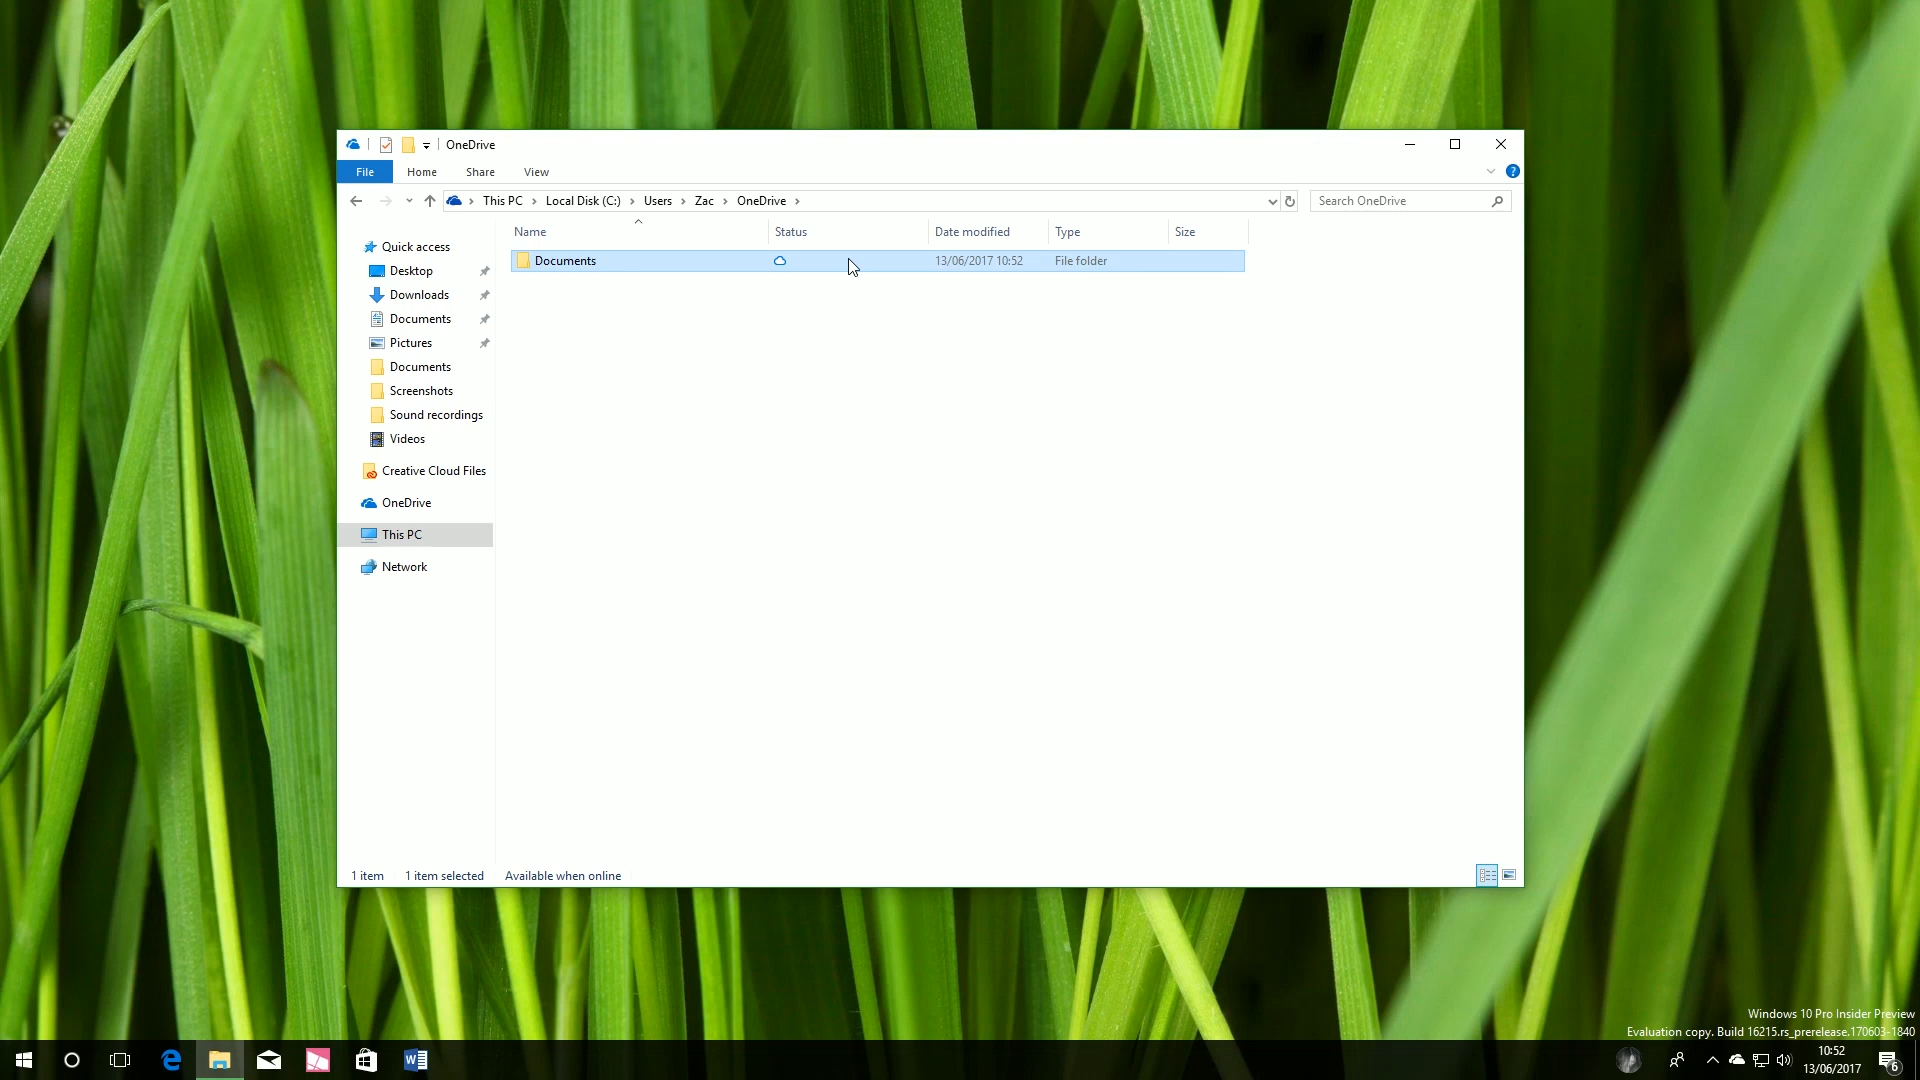 OneDrive
File Home Share View
This PC Local Disk (C:) Users Zac OneDrive Search OneDrive
Name Status Date modified Type Size
Documents 13/06/2017 10:52 File folder
Quick access
Desktop
Downloads
Documents
Pictures
Documents
Screenshots
Sound recordings
Videos
Creative Cloud Files
OneDrive
This PC
Network
1 item 1 item selected Available when online
Windows 10 Pro Insider Preview
Evaluation copy. Build 16215.rs_prerelease.170603-1840
10:52
13/06/2017
6